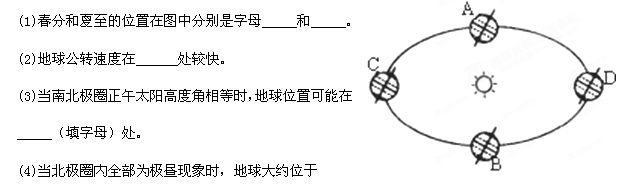 (1)春分和夏至的位置在图中分别是字母_____和_____。
(2)地球公转速度在______处较快。
(3)当南北极圈正午太阳高度角相等时,地球位置可能在
_____（填字母）处。
(4)当北极圈内全部为极昼现象时，地球大约位于
A
C
D
B